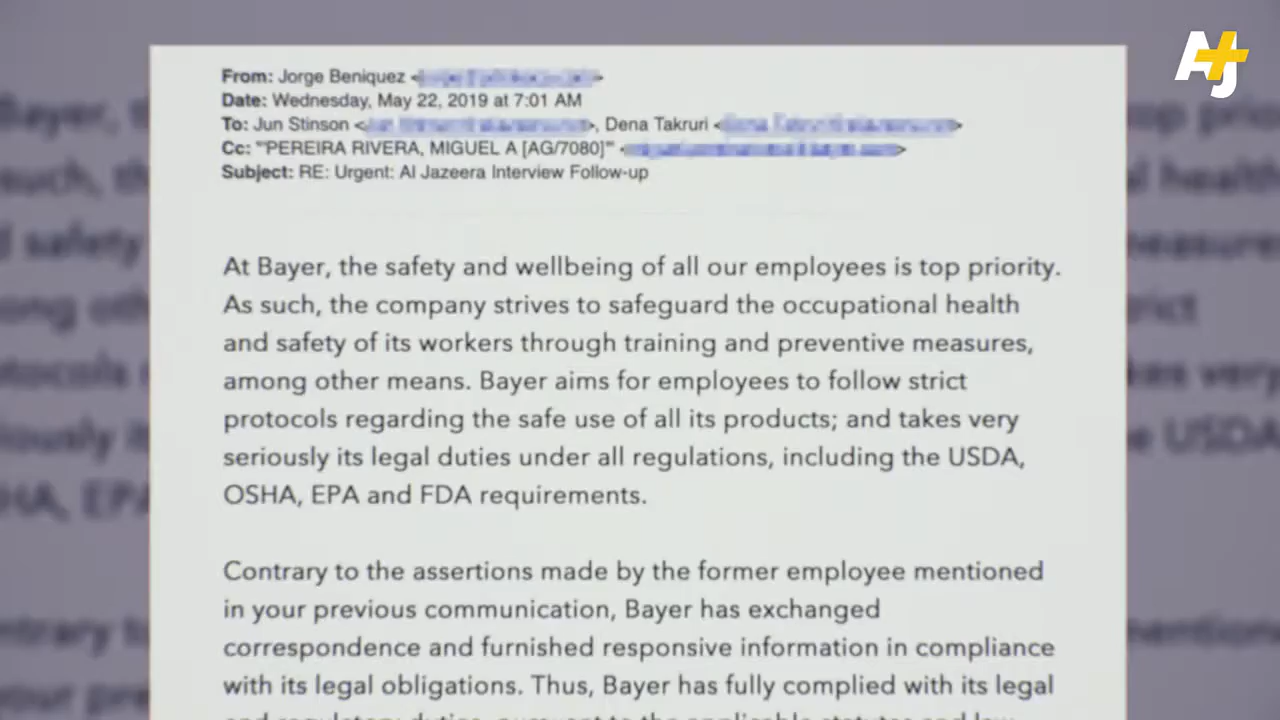 AJ+
From: Jorge Beniquez < >
Date: Wednesday, May 22, 2019 at 7:01 AM
To: Jun Stinson < >, Dena Takruri < >
Cc: "PEREIRA RIVERA, MIGUEL A [AG/7080]" < >
Subject: RE: Urgent: Al Jazeera Interview Follow-up
At Bayer, the safety and wellbeing of all our employees is top priority.
As such, the company strives to safeguard the occupational health
and safety of its workers through training and preventive measures,
among other means. Bayer aims for employees to follow strict
protocols regarding the safe use of all its products; and takes very
seriously its legal duties under all regulations, including the USDA,
OSHA, EPA and FDA requirements.
Contrary to the assertions made by the former employee mentioned
in your previous communication, Bayer has exchanged
correspondence and furnished responsive information in compliance
with its legal obligations. Thus, Bayer has fully complied with its legal